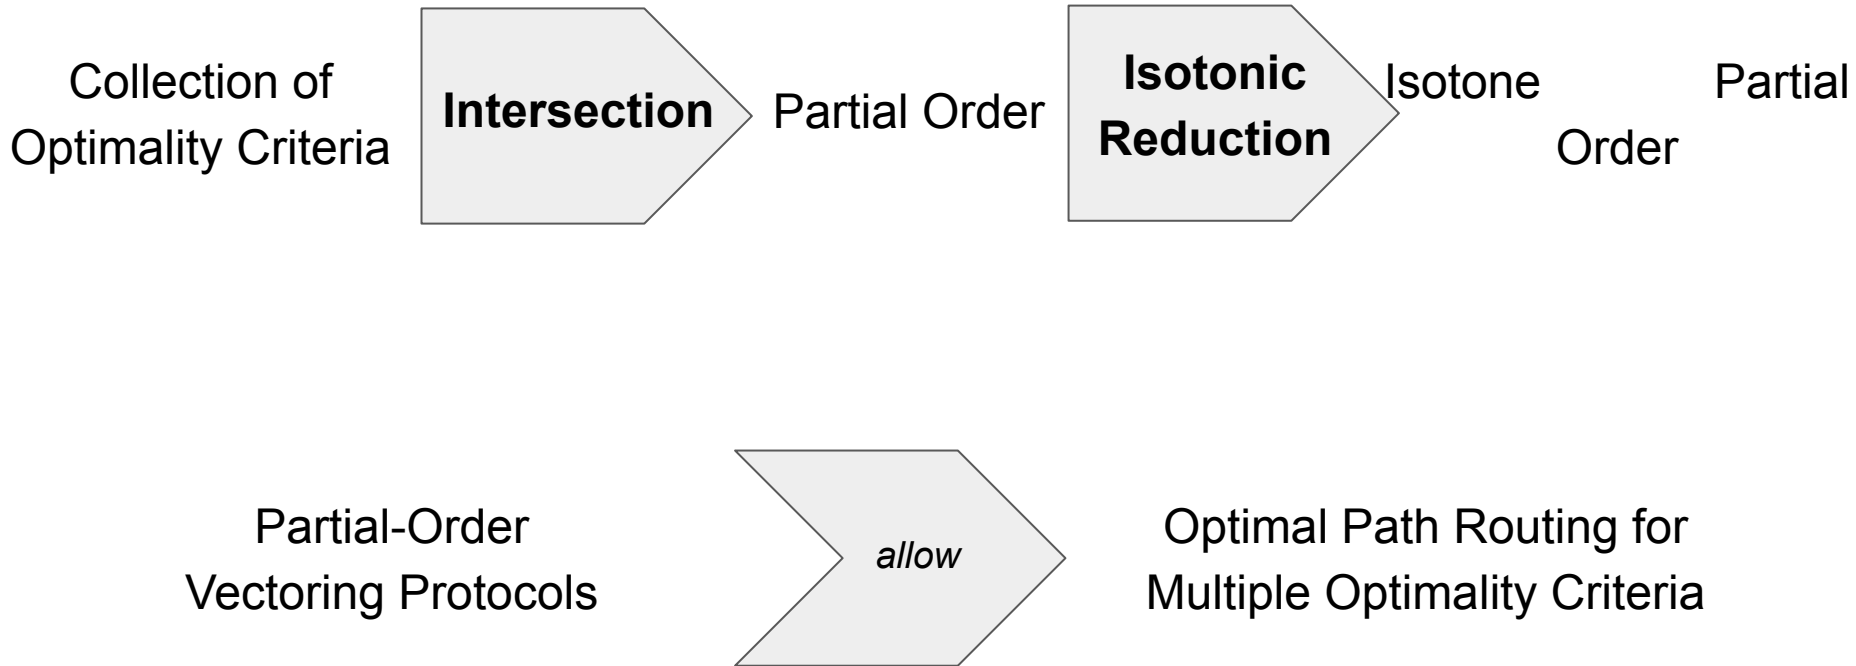 Collection of
Optimality Criteria
Intersection
Partial Order
Isotonic
Reduction
Isotone Partial
Order
Partial-Order
Vectoring Protocols
allow
Optimal Path Routing for
Multiple Optimality Criteria